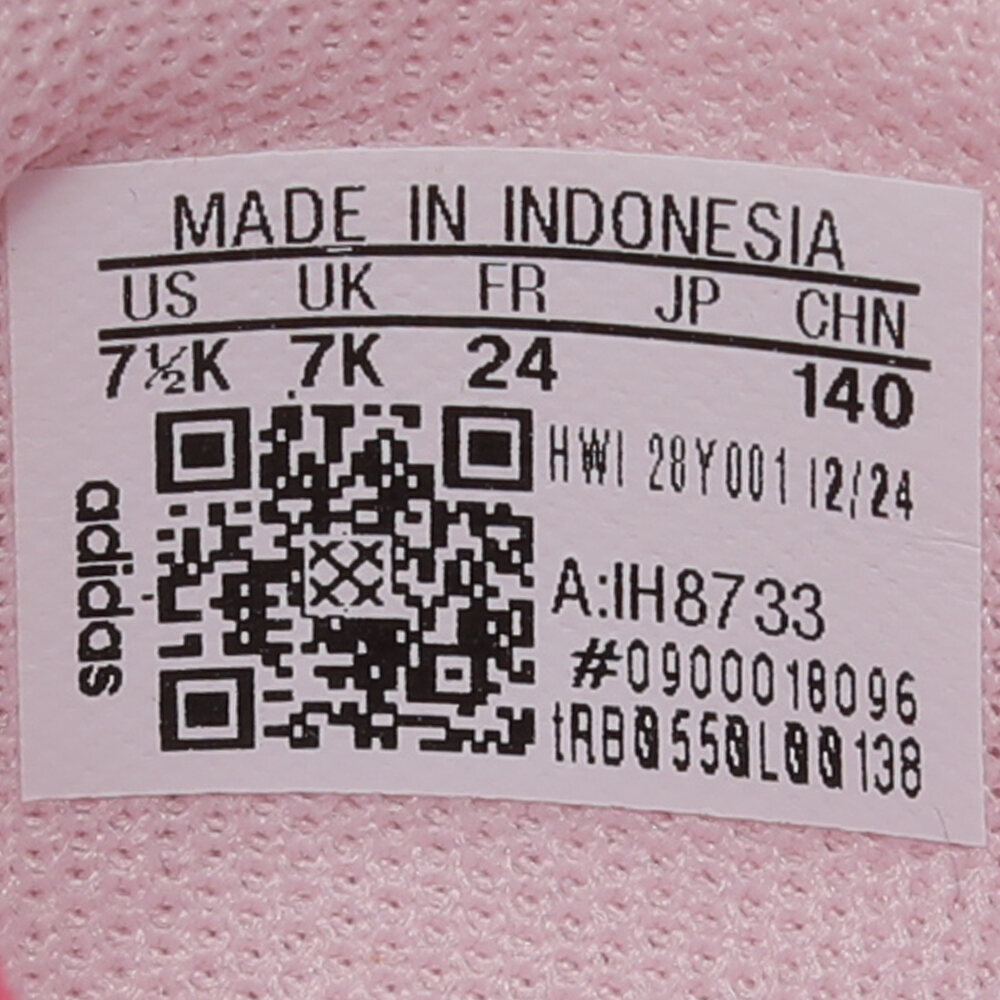 MADE IN INDONESIA
US UK FR JP CHN
7½K 7K 24 140
HWI 28Y001 12/24
adidas
A:IH8733
#0900018096
tRB0550L00138